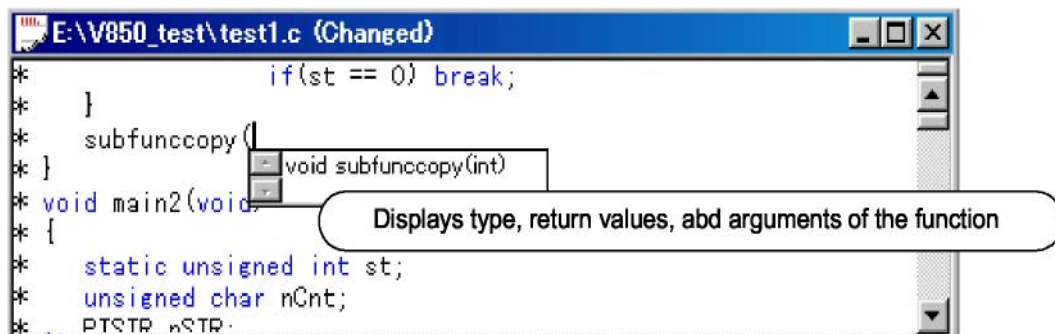 E:\V850_test\test1.c (Changed)
* if(st == 0) break;
* }
* subfunccopy(
* }
void subfunccopy(int)
* void main2(void)
Displays type, return values, abd arguments of the function
* {
* static unsigned int st;
* unsigned char nCnt;